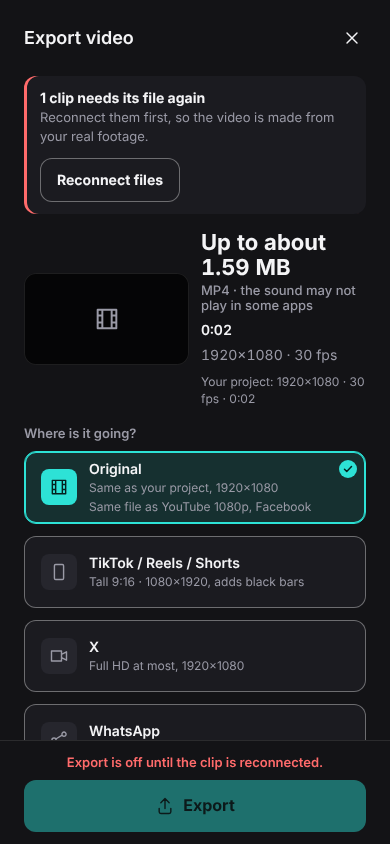 Export video
1 clip needs its file again
Reconnect them first, so the video is made from
your real footage.
Reconnect files
Up to about
1.59 MB
MP4 · the sound may not
play in some apps
0:02
1920×1080 · 30 fps
Your project: 1920×1080 · 30
fps · 0:02
Where is it going?
Original
Same as your project, 1920×1080
Same file as YouTube 1080p, Facebook
TikTok / Reels / Shorts
Tall 9:16 · 1080×1920, adds black bars
X
Full HD at most, 1920×1080
WhatsApp
Export is off until the clip is reconnected.
Export